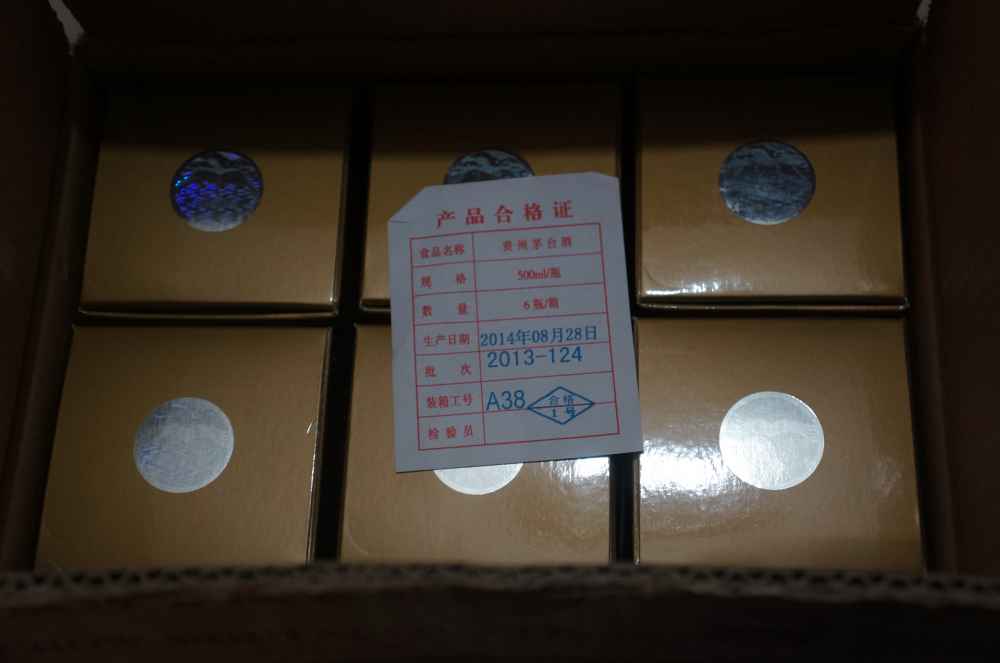 产品合格证
食品名称 贵州茅台酒
规 格 500ml/瓶
数 量 6瓶/箱
生产日期 2014年08月28日
批 次 2013-124
装箱工号 A38
合格
1号
检验员